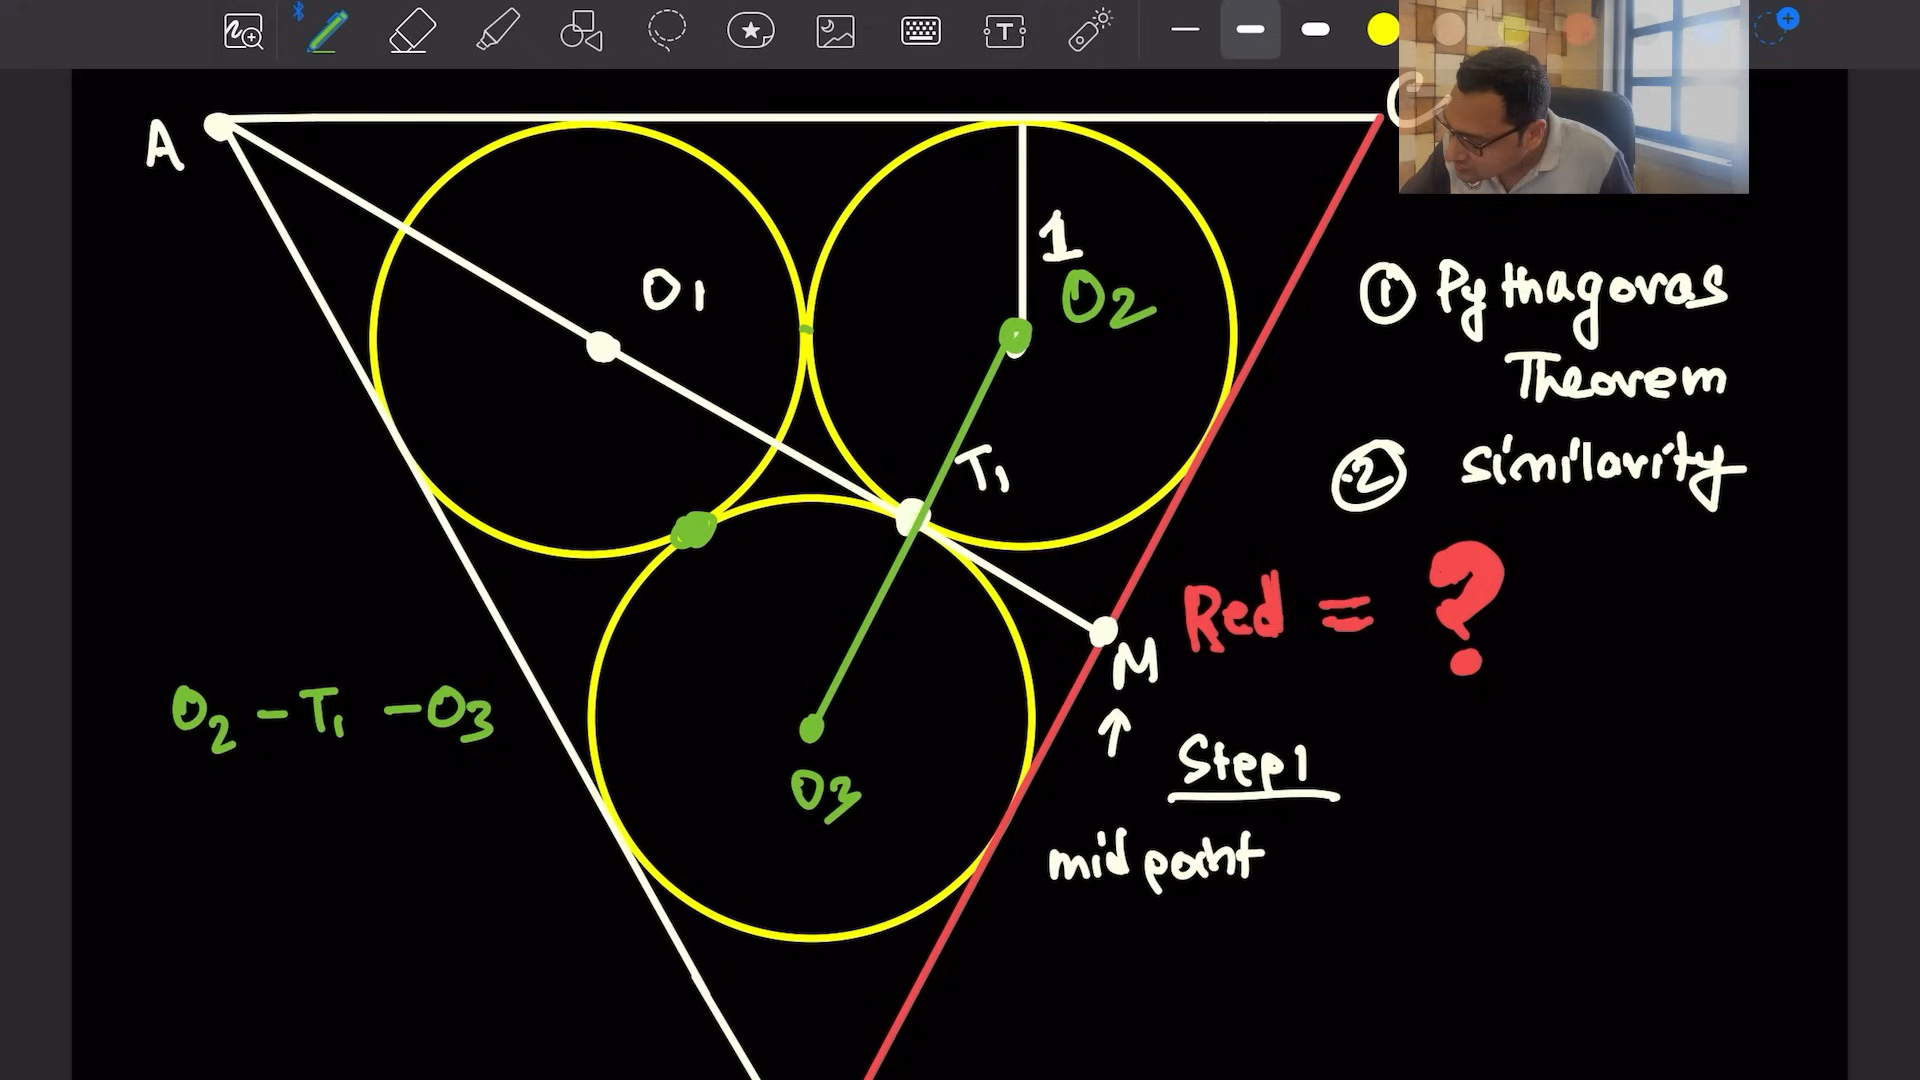 A
C
1
O1
O2
① Pythagoras
Theorem
T1
② similarity
Red = ?
M
O2 - T1 - O3
↑
Step 1
O3
mid point
T